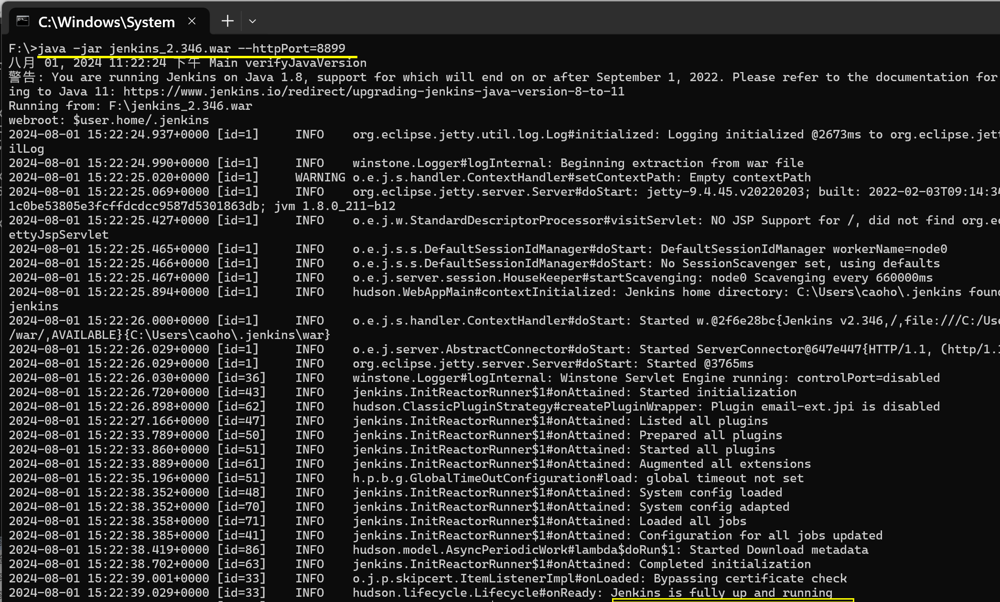 C:\Windows\System
F:\>java -jar jenkins_2.346.war --httpPort=8899
八月 01, 2024 11:22:24 下午 Main verifyJavaVersion
警告: You are running Jenkins on Java 1.8, support for which will end on or after September 1, 2022. Please refer to the documentation for
ing to Java 11: https://www.jenkins.io/redirect/upgrading-jenkins-java-version-8-to-11
Running from: F:\jenkins_2.346.war
webroot: $user.home/.jenkins
2024-08-01 15:22:24.937+0000 [id=1] INFO org.eclipse.jetty.util.log.Log#initialized: Logging initialized @2673ms to org.eclipse.jett
ilLog
2024-08-01 15:22:24.990+0000 [id=1] INFO winstone.Logger#logInternal: Beginning extraction from war file
2024-08-01 15:22:25.020+0000 [id=1] WARNING o.e.j.s.handler.ContextHandler#setContextPath: Empty contextPath
2024-08-01 15:22:25.069+0000 [id=1] INFO org.eclipse.jetty.server.Server#doStart: jetty-9.4.45.v20220203; built: 2022-02-03T09:14:34
1c0be53805e3fcffdcdcc9587d5301863db; jvm 1.8.0_211-b12
2024-08-01 15:22:25.427+0000 [id=1] INFO o.e.j.w.StandardDescriptorProcessor#visitServlet: NO JSP Support for /, did not find org.ec
ettyJspServlet
2024-08-01 15:22:25.465+0000 [id=1] INFO o.e.j.s.s.DefaultSessionIdManager#doStart: DefaultSessionIdManager workerName=node0
2024-08-01 15:22:25.466+0000 [id=1] INFO o.e.j.s.s.DefaultSessionIdManager#doStart: No SessionScavenger set, using defaults
2024-08-01 15:22:25.467+0000 [id=1] INFO o.e.j.server.session.HouseKeeper#startScavenging: node0 Scavenging every 660000ms
2024-08-01 15:22:25.894+0000 [id=1] INFO hudson.WebAppMain#contextInitialized: Jenkins home directory: C:\Users\caoho\.jenkins foun
jenkins
2024-08-01 15:22:26.000+0000 [id=1] INFO o.e.j.s.handler.ContextHandler#doStart: Started w.@2f6e28bc{Jenkins v2.346,/,file:///C:/Use
/war/,AVAILABLE}{C:\Users\caoho\.jenkins\war}
2024-08-01 15:22:26.029+0000 [id=1] INFO o.e.j.server.AbstractConnector#doStart: Started ServerConnector@647e447{HTTP/1.1, (http/1.1
2024-08-01 15:22:26.029+0000 [id=1] INFO org.eclipse.jetty.server.Server#doStart: Started @3765ms
2024-08-01 15:22:26.030+0000 [id=36] INFO winstone.Logger#logInternal: Winstone Servlet Engine running: controlPort=disabled
2024-08-01 15:22:26.720+0000 [id=43] INFO jenkins.InitReactorRunner$1#onAttained: Started initialization
2024-08-01 15:22:26.898+0000 [id=62] INFO hudson.ClassicPluginStrategy#createPluginWrapper: Plugin email-ext.jpi is disabled
2024-08-01 15:22:27.166+0000 [id=47] INFO jenkins.InitReactorRunner$1#onAttained: Listed all plugins
2024-08-01 15:22:33.789+0000 [id=50] INFO jenkins.InitReactorRunner$1#onAttained: Prepared all plugins
2024-08-01 15:22:33.860+0000 [id=51] INFO jenkins.InitReactorRunner$1#onAttained: Started all plugins
2024-08-01 15:22:33.889+0000 [id=61] INFO jenkins.InitReactorRunner$1#onAttained: Augmented all extensions
2024-08-01 15:22:35.196+0000 [id=51] INFO h.p.b.g.GlobalTimeOutConfiguration#load: global timeout not set
2024-08-01 15:22:38.352+0000 [id=48] INFO jenkins.InitReactorRunner$1#onAttained: System config loaded
2024-08-01 15:22:38.352+0000 [id=70] INFO jenkins.InitReactorRunner$1#onAttained: System config adapted
2024-08-01 15:22:38.358+0000 [id=71] INFO jenkins.InitReactorRunner$1#onAttained: Loaded all jobs
2024-08-01 15:22:38.385+0000 [id=41] INFO jenkins.InitReactorRunner$1#onAttained: Configuration for all jobs updated
2024-08-01 15:22:38.419+0000 [id=86] INFO hudson.model.AsyncPeriodicWork#lambda$doRun$1: Started Download metadata
2024-08-01 15:22:38.702+0000 [id=63] INFO jenkins.InitReactorRunner$1#onAttained: Completed initialization
2024-08-01 15:22:39.001+0000 [id=33] INFO o.j.p.skipcert.ItemListenerImpl#onLoaded: Bypassing certificate check
2024-08-01 15:22:39.029+0000 [id=33] INFO hudson.lifecycle.Lifecycle#onReady: Jenkins is fully up and running